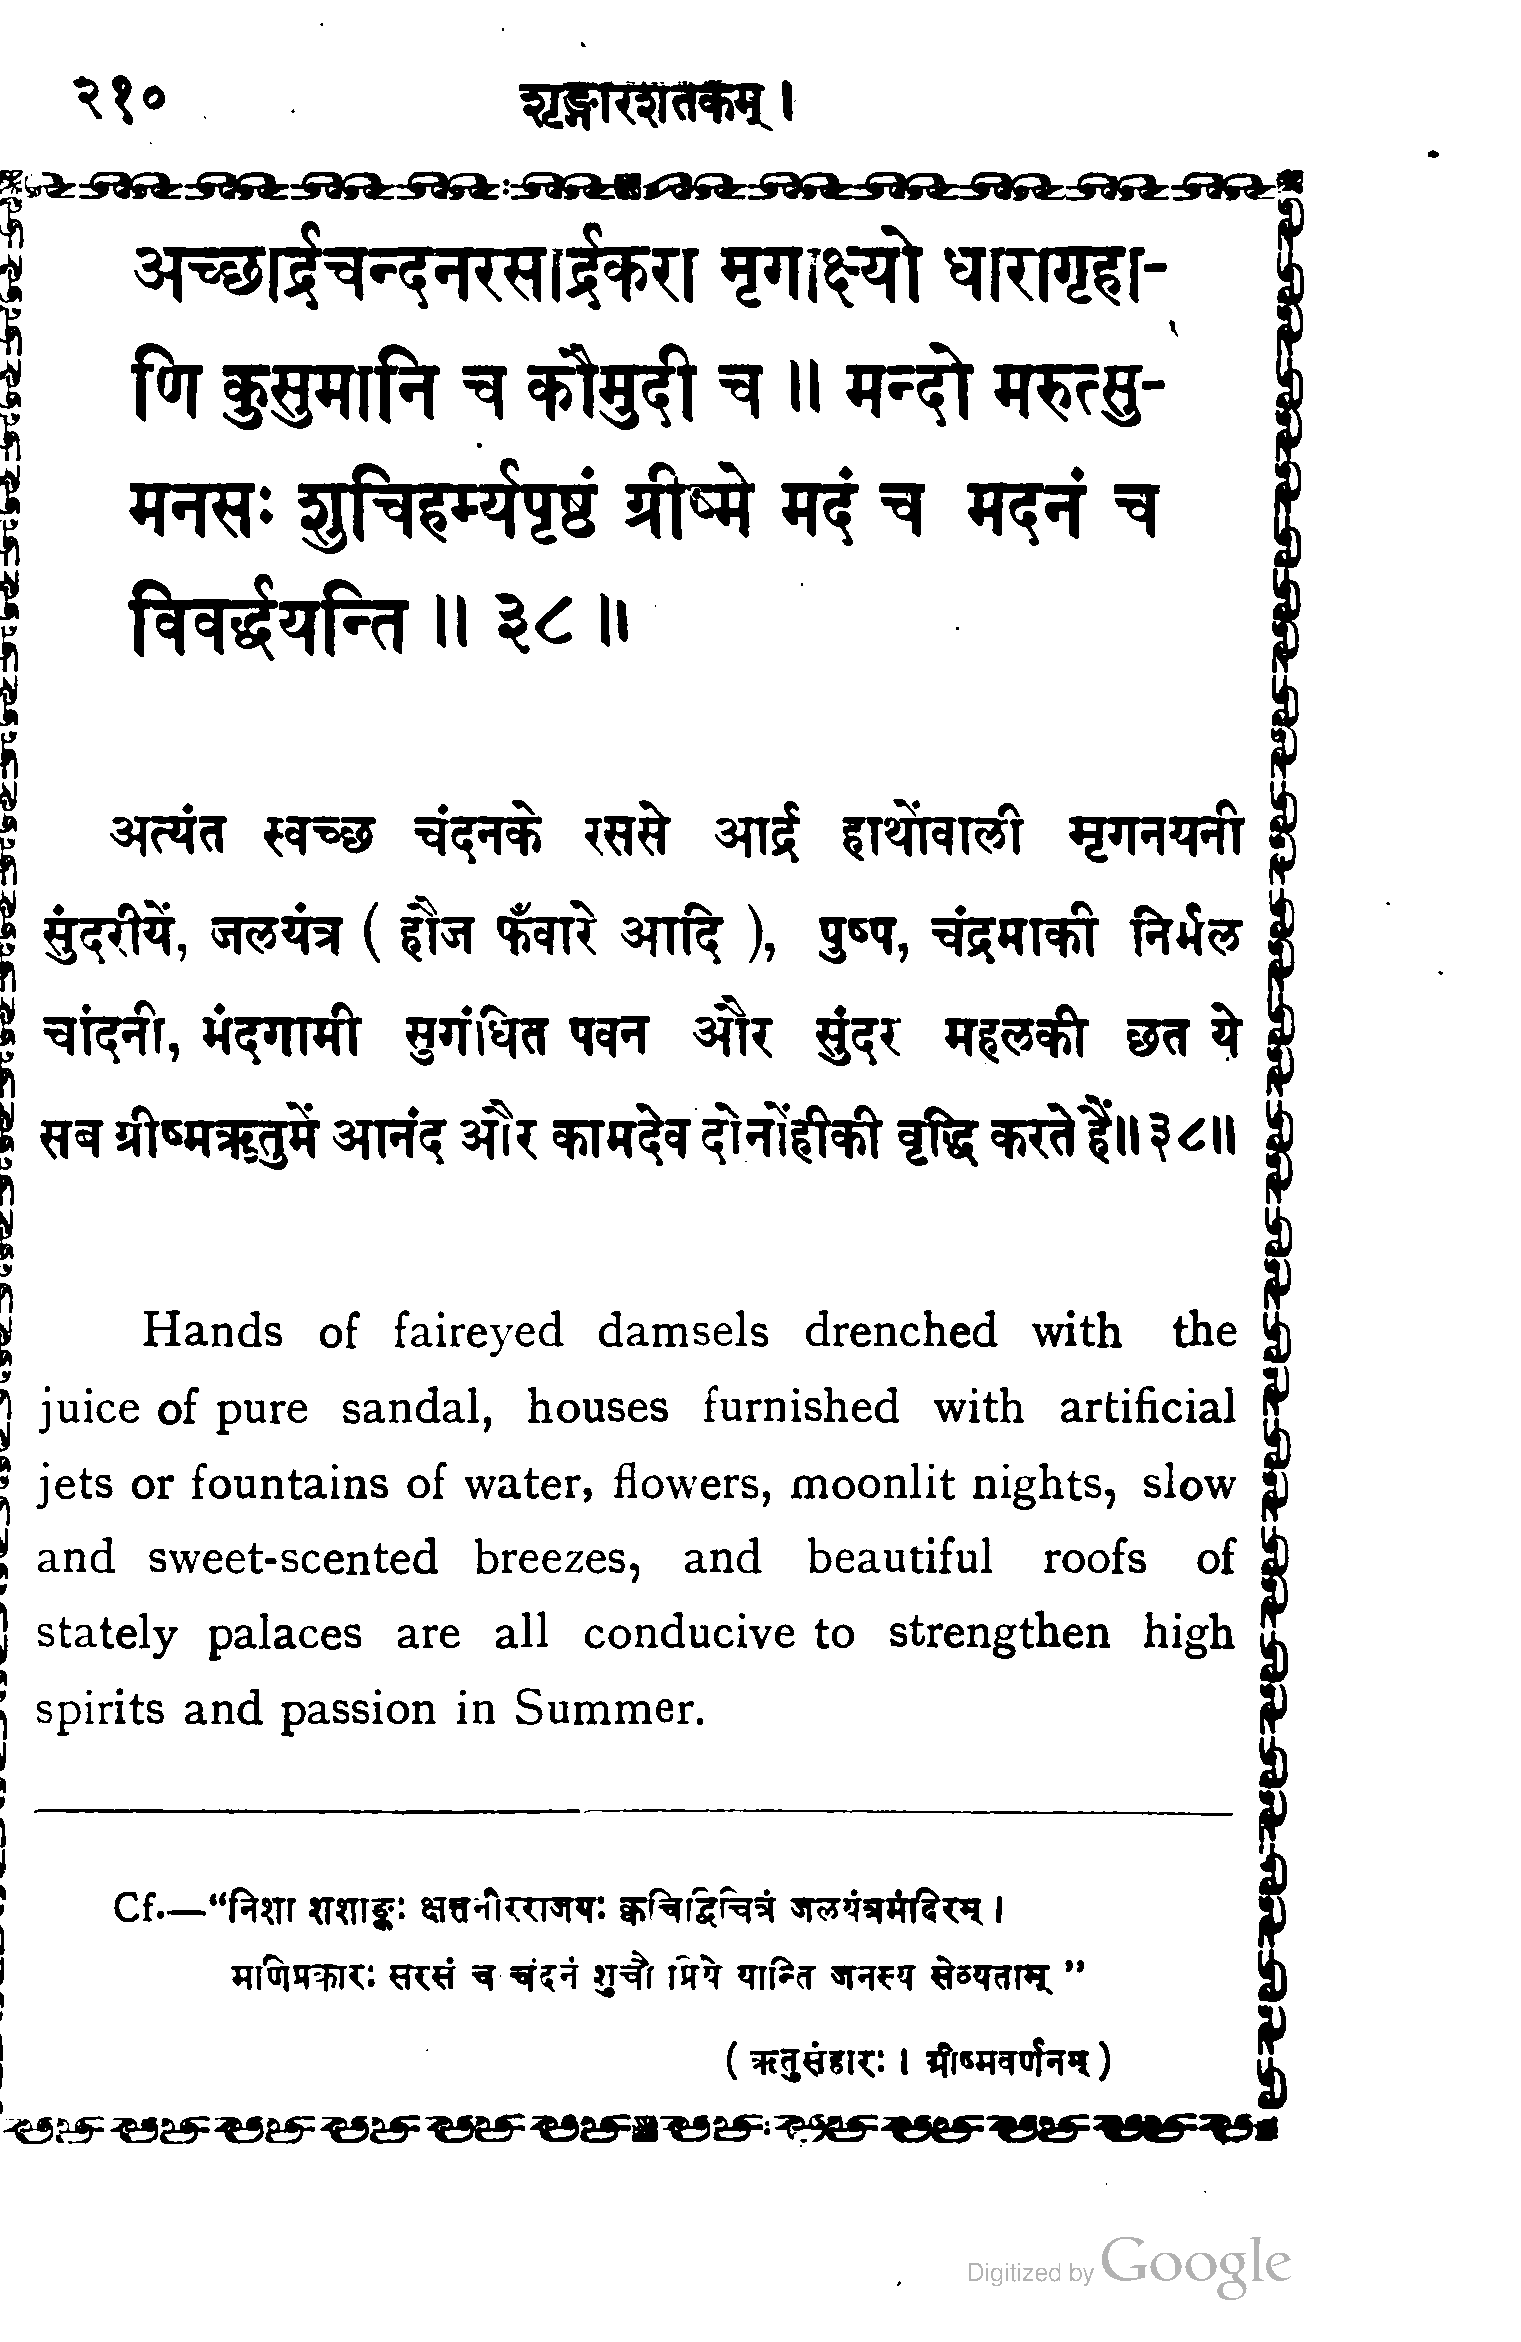 २१०
शृङ्गारशतकम् ।
अच्छार्द्रचन्दनरसार्द्रकरा मृगाक्ष्यो धारागृहा-
णि कुसुमानि च कौमुदी च ॥ मन्दो मरुत्सु-
मनसः शुचिहर्म्यपृष्ठं ग्रीष्मे मदं च मदनं च
विवर्द्धयन्ति ॥ ३८ ॥
अत्यंत स्वच्छ चंदनके रससे आर्द्र हाथोंवाली मृगनयनी
सुंदरीयें, जलयंत्र ( हौज फँवारे आदि ), पुष्प, चंद्रमाकी निर्मल
चांदनी, मंदगामी सुगंधित पवन और सुंदर महलकी छत ये
सब ग्रीष्मऋतुमें आनंद और कामदेव दोनोंहीकी वृद्धि करते हैं॥३८॥
Hands of faireyed damsels drenched with the
juice of pure sandal, houses furnished with artificial
jets or fountains of water, flowers, moonlit nights, slow
and sweet-scented breezes, and beautiful roofs of
stately palaces are all conducive to strengthen high
spirits and passion in Summer.
Cf.—“निशा शशाङ्कः क्षतनीरराजयः क्वचिद्विचित्रं जलयंत्रमंदिरम् ।
मणिप्रकारः सरसं च चंदनं शुचौ प्रिये यान्ति जनस्य सेव्यताम् ”
( ऋतुसंहारः । ग्रीष्मवर्णनम् )
Digitized by Google